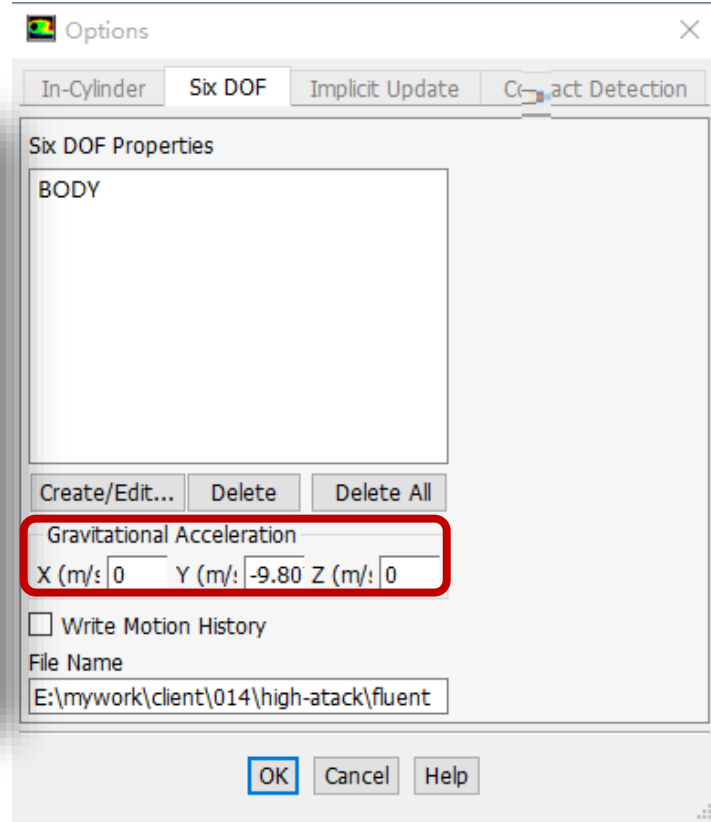 Options
In-Cylinder Six DOF Implicit Update Contact Detection
Six DOF Properties
BODY
Create/Edit... Delete Delete All
Gravitational Acceleration
X (m/s 0 Y (m/s -9.80 Z (m/s 0
Write Motion History
File Name
E:\mywork\client\014\high-atack\fluent
OK Cancel Help